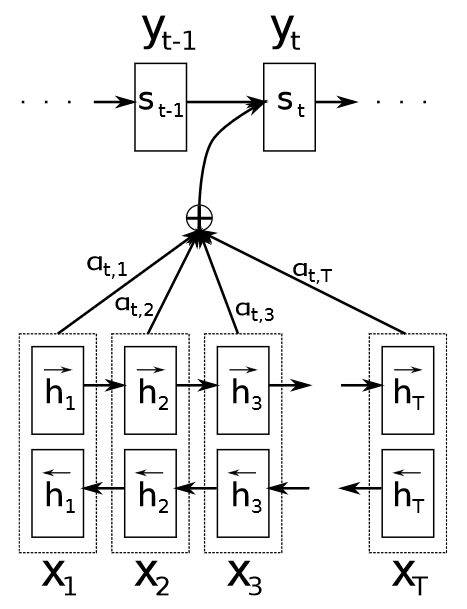 y_{t-1} y_t
. . . s_{t-1} s_t . . .
a_{t,1} a_{t,2} a_{t,3} a_{t,T}
\overrightarrow{h}_1 \overrightarrow{h}_2 \overrightarrow{h}_3 \overrightarrow{h}_T
\overleftarrow{h}_1 \overleftarrow{h}_2 \overleftarrow{h}_3 \overleftarrow{h}_T
x_1 x_2 x_3 x_T